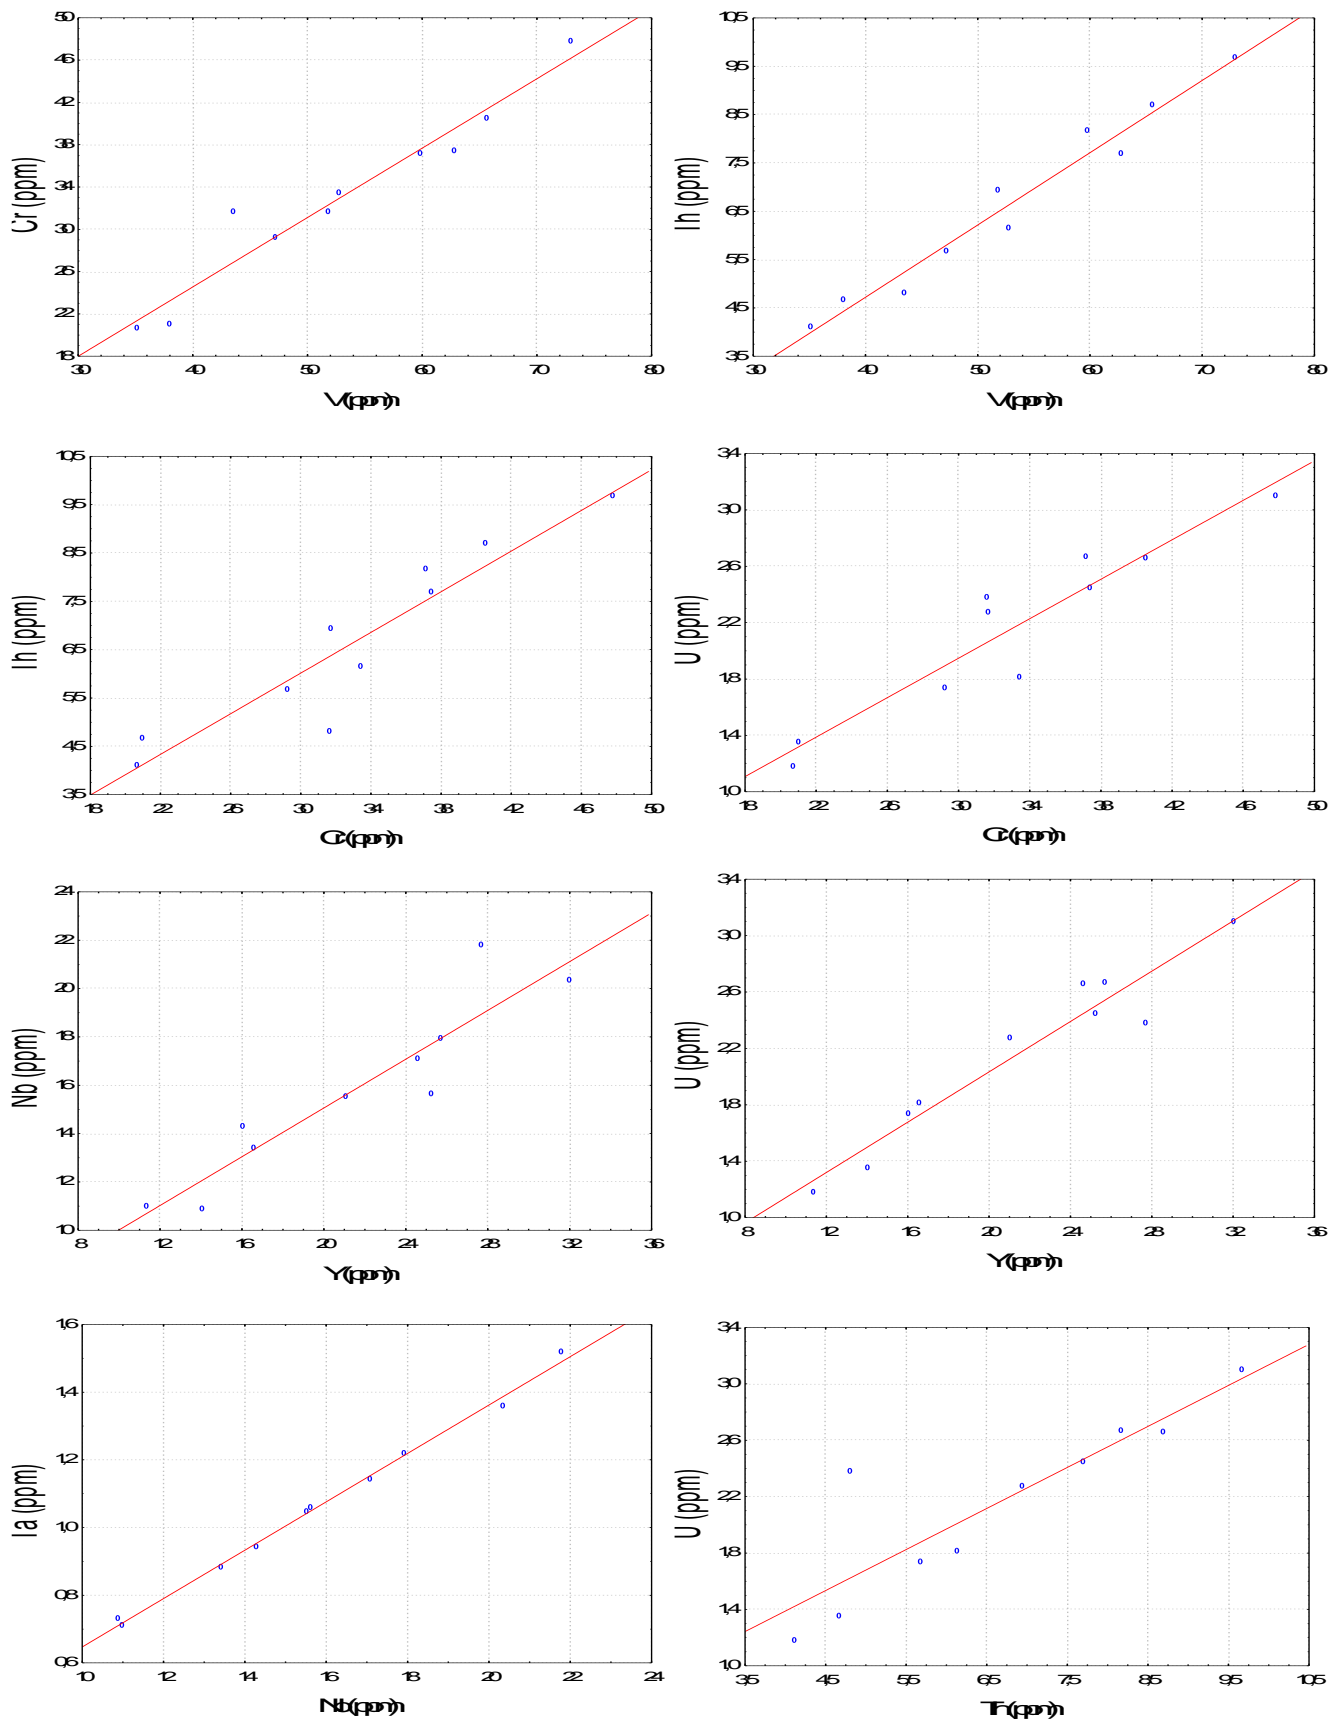 50
46
42
38
34
30
26
22
18
Cr (ppm)
30 40 50 60 70 80
V (ppm)
10,5
9,5
8,5
7,5
6,5
5,5
4,5
3,5
Th (ppm)
30 40 50 60 70 80
V (ppm)
10,5
9,5
8,5
7,5
6,5
5,5
4,5
3,5
Th (ppm)
18 22 26 30 34 38 42 46 50
Cr (ppm)
3,4
3,0
2,6
2,2
1,8
1,4
1,0
U (ppm)
18 22 26 30 34 38 42 46 50
Cr (ppm)
24
22
20
18
16
14
12
10
Nb (ppm)
8 12 16 20 24 28 32 36
Y (ppm)
3,4
3,0
2,6
2,2
1,8
1,4
1,0
U (ppm)
8 12 16 20 24 28 32 36
Y (ppm)
1,6
1,4
1,2
1,0
0,8
0,6
Ta (ppm)
10 12 14 16 18 20 22 24
Nb (ppm)
3,4
3,0
2,6
2,2
1,8
1,4
1,0
U (ppm)
3,5 4,5 5,5 6,5 7,5 8,5 9,5 10,5
Th (ppm)